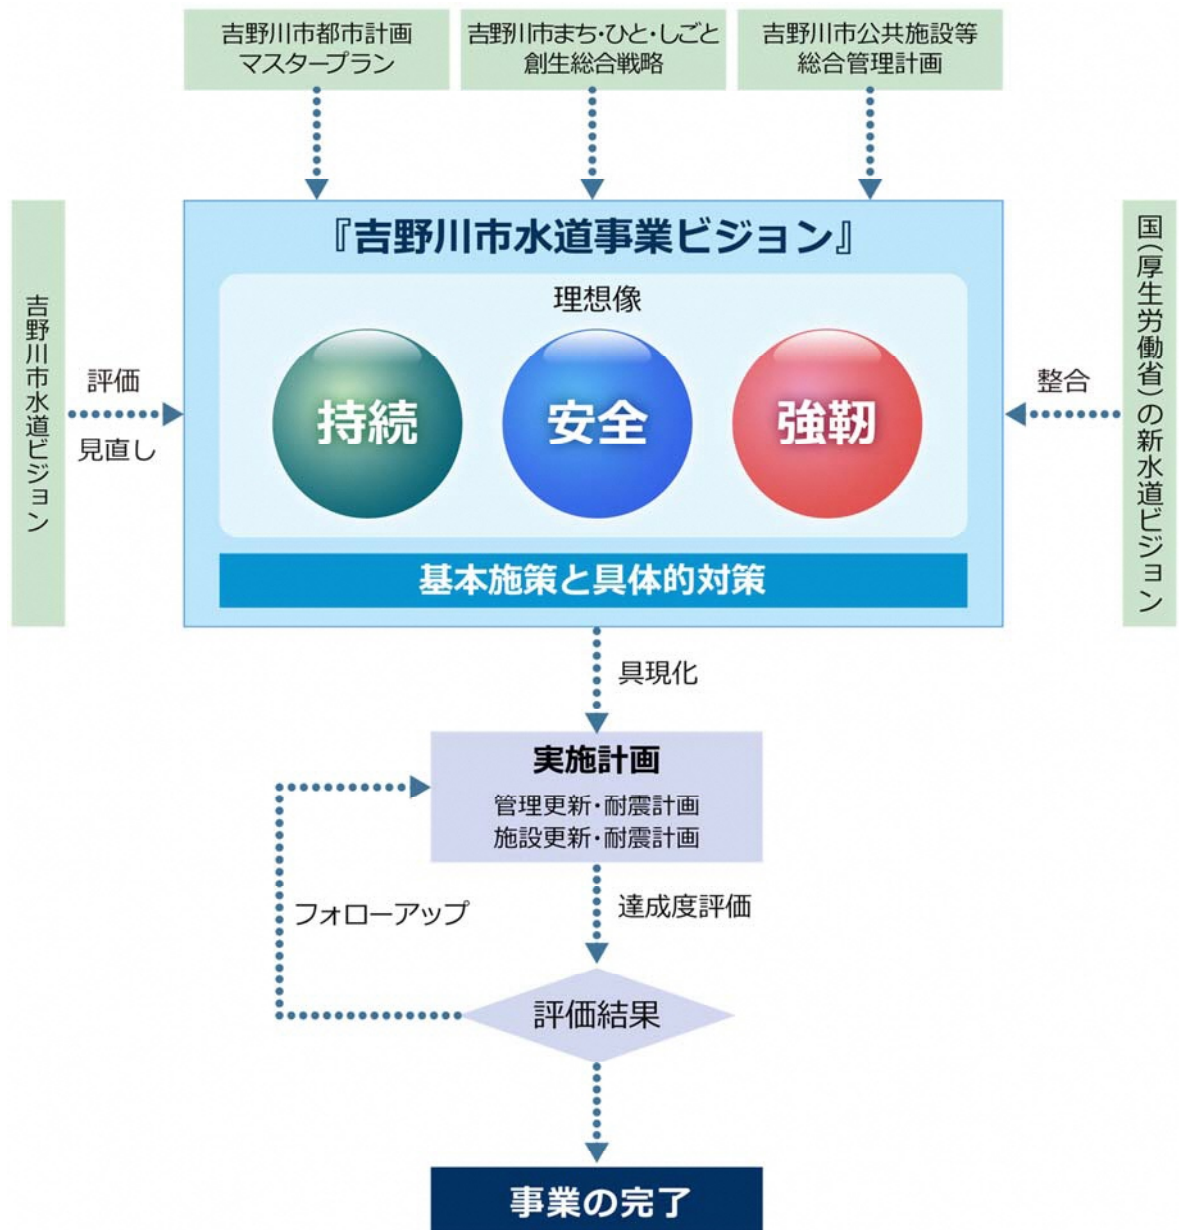 吉野川市都市計画
マスタープラン
吉野川市まち・ひと・しごと
創生総合戦略
吉野川市公共施設等
総合管理計画
吉野川市水道ビジョン
評価
見直し
『吉野川市水道事業ビジョン』
理想像
持続
安全
強靭
基本施策と具体的対策
整合
国(厚生労働省)の新水道ビジョン
具現化
実施計画
管理更新・耐震計画
施設更新・耐震計画
フォローアップ
達成度評価
評価結果
事業の完了